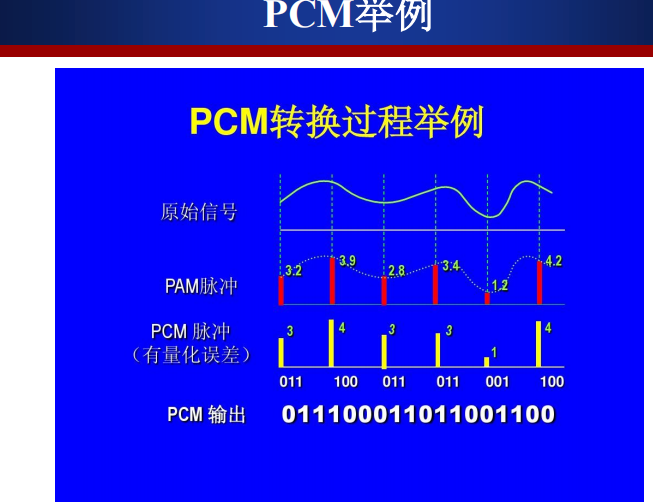 PCM举例
PCM转换过程举例
原始信号
PAM脉冲
3.2 3.9 2.8 3.4 1.2 4.2
PCM 脉冲
（有量化误差）
3 4 3 3 1 4
011 100 011 011 001 100
PCM 输出 011100011011001100